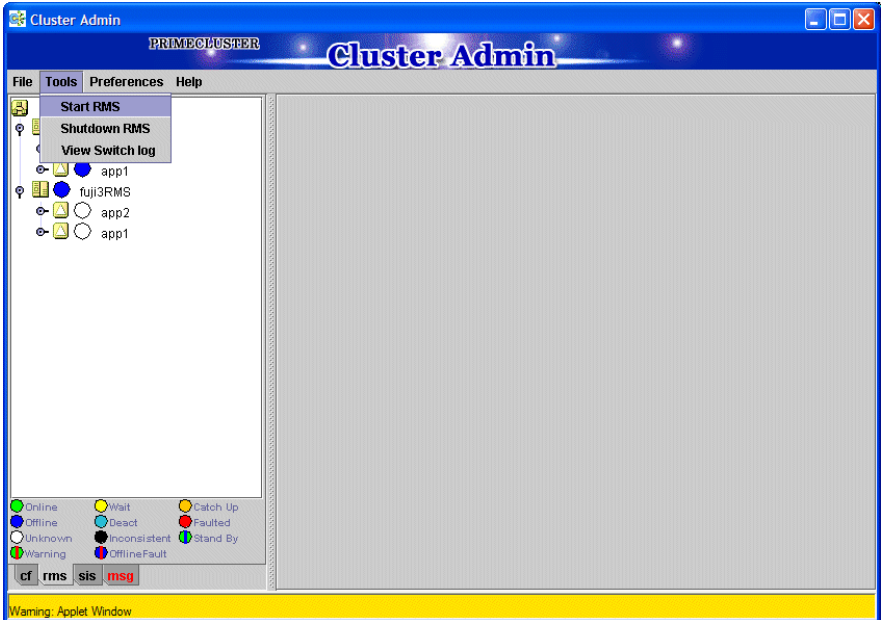 Cluster Admin
PRIMECLUSTER
Cluster Admin
File Tools Preferences Help
Start RMS
Shutdown RMS
View Switch log
app1
fuji3RMS
app2
app1
Online Wait Catch Up
Offline Deact Faulted
Unknown Inconsistent Stand By
Warning OfflineFault
cf rms sis msg
Warning: Applet Window